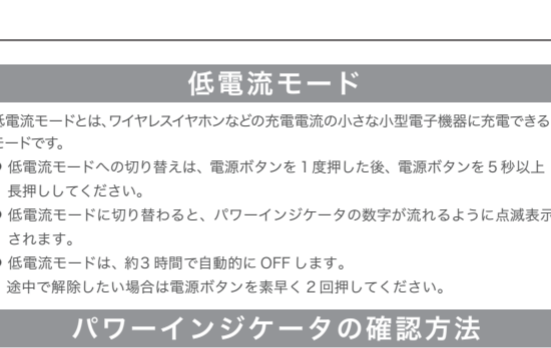 低電流モード
低電流モードとは、ワイヤレスイヤホンなどの充電電流の小さな小型電子機器に充電できる
モードです。
● 低電流モードへの切り替えは、電源ボタンを1度押した後、電源ボタンを5秒以上
長押ししてください。
● 低電流モードに切り替わると、パワーインジケータの数字が流れるように点滅表示
されます。
● 低電流モードは、約3時間で自動的にOFFします。
途中で解除したい場合は電源ボタンを素早く2回押してください。
パワーインジケータの確認方法